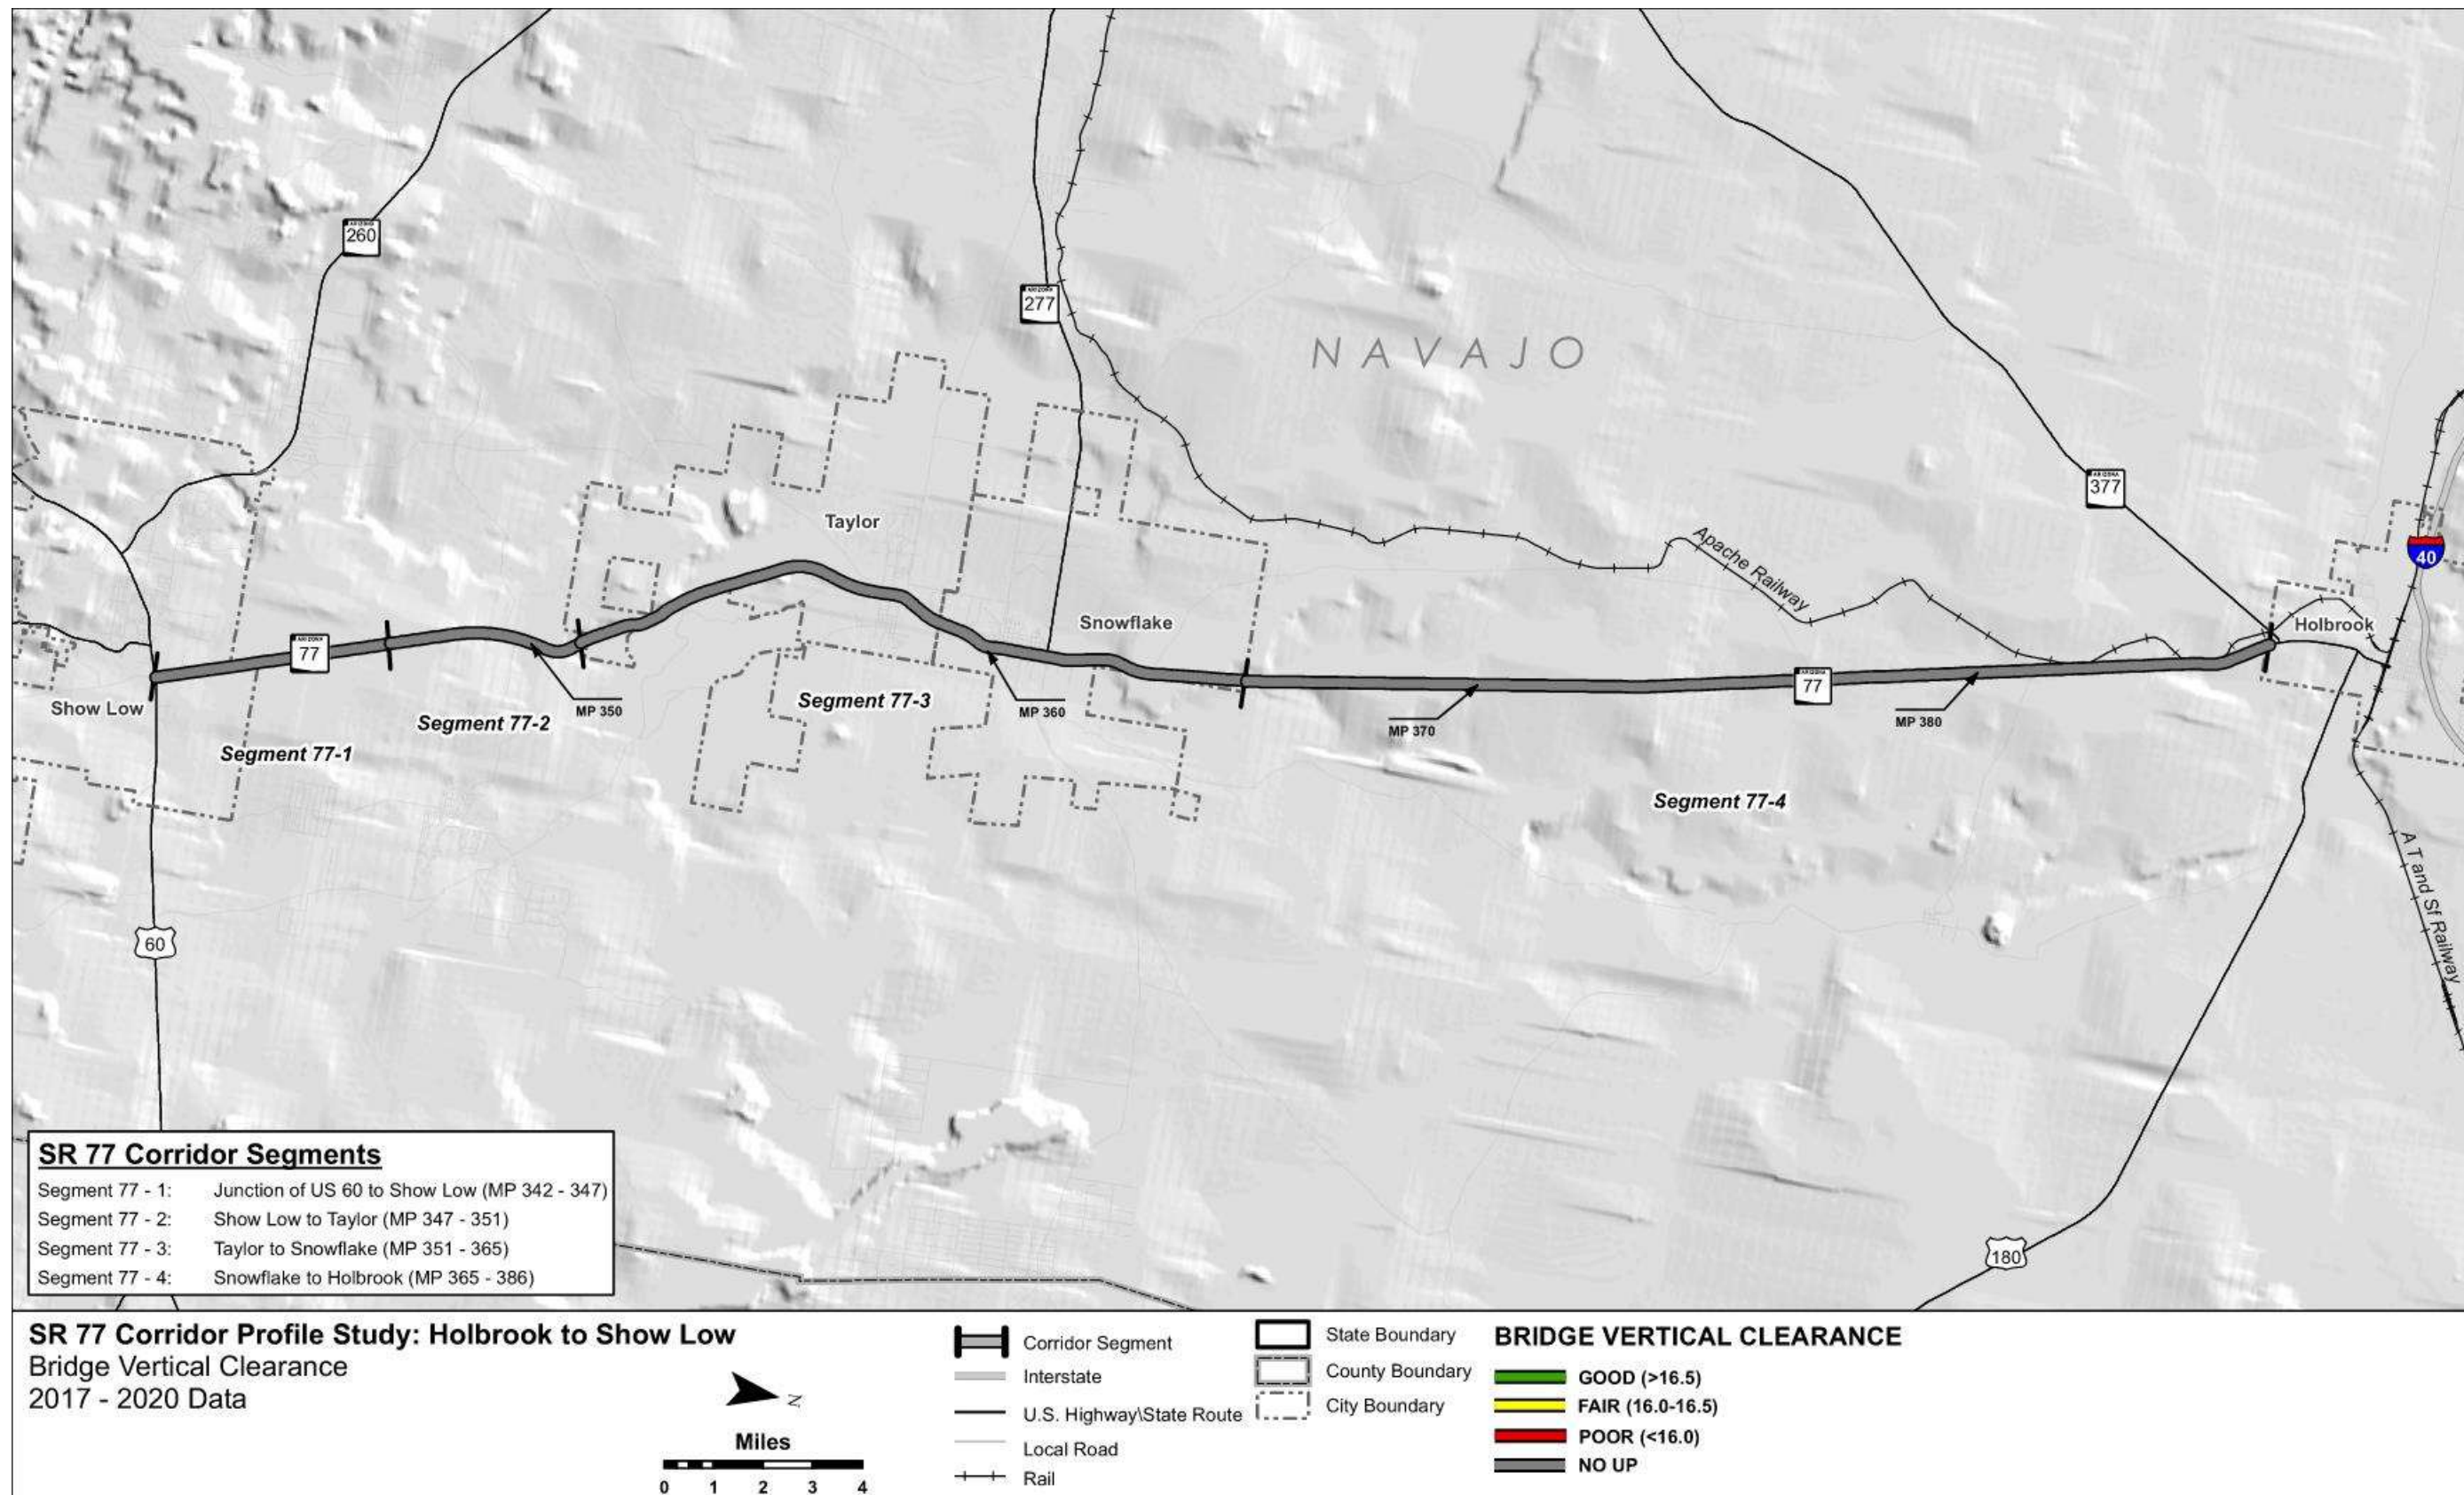 ARIZONA
260
ARIZONA
277
NAVAJO
ARIZONA
377
Taylor
Apache Railway
40
Snowflake
Holbrook
ARIZONA
77
ARIZONA
77
Show Low
Segment 77-1
Segment 77-2
MP 350
Segment 77-3
MP 360
MP 370
MP 380
Segment 77-4
A T and Sf Railway
60
180
SR 77 Corridor Segments
Segment 77 - 1: Junction of US 60 to Show Low (MP 342 - 347)
Segment 77 - 2: Show Low to Taylor (MP 347 - 351)
Segment 77 - 3: Taylor to Snowflake (MP 351 - 365)
Segment 77 - 4: Snowflake to Holbrook (MP 365 - 386)
SR 77 Corridor Profile Study: Holbrook to Show Low
Bridge Vertical Clearance
2017 - 2020 Data
N
Miles
0 1 2 3 4
Corridor Segment
Interstate
U.S. Highway\State Route
Local Road
Rail
State Boundary
County Boundary
City Boundary
BRIDGE VERTICAL CLEARANCE
GOOD (>16.5)
FAIR (16.0-16.5)
POOR (<16.0)
NO UP